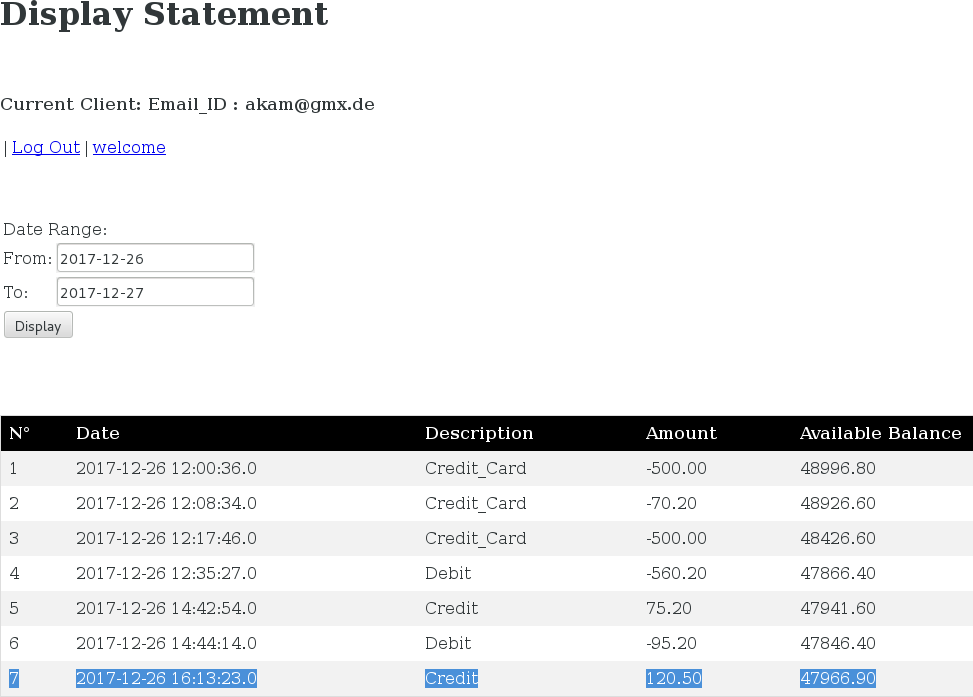 Display Statement
Current Client: Email_ID : akam@gmx.de
| Log Out | welcome
Date Range:
From: 2017-12-26
To: 2017-12-27
Display
N° Date Description Amount Available Balance
1 2017-12-26 12:00:36.0 Credit_Card -500.00 48996.80
2 2017-12-26 12:08:34.0 Credit_Card -70.20 48926.60
3 2017-12-26 12:17:46.0 Credit_Card -500.00 48426.60
4 2017-12-26 12:35:27.0 Debit -560.20 47866.40
5 2017-12-26 14:42:54.0 Credit 75.20 47941.60
6 2017-12-26 14:44:14.0 Debit -95.20 47846.40
7 2017-12-26 16:13:23.0 Credit 120.50 47966.90